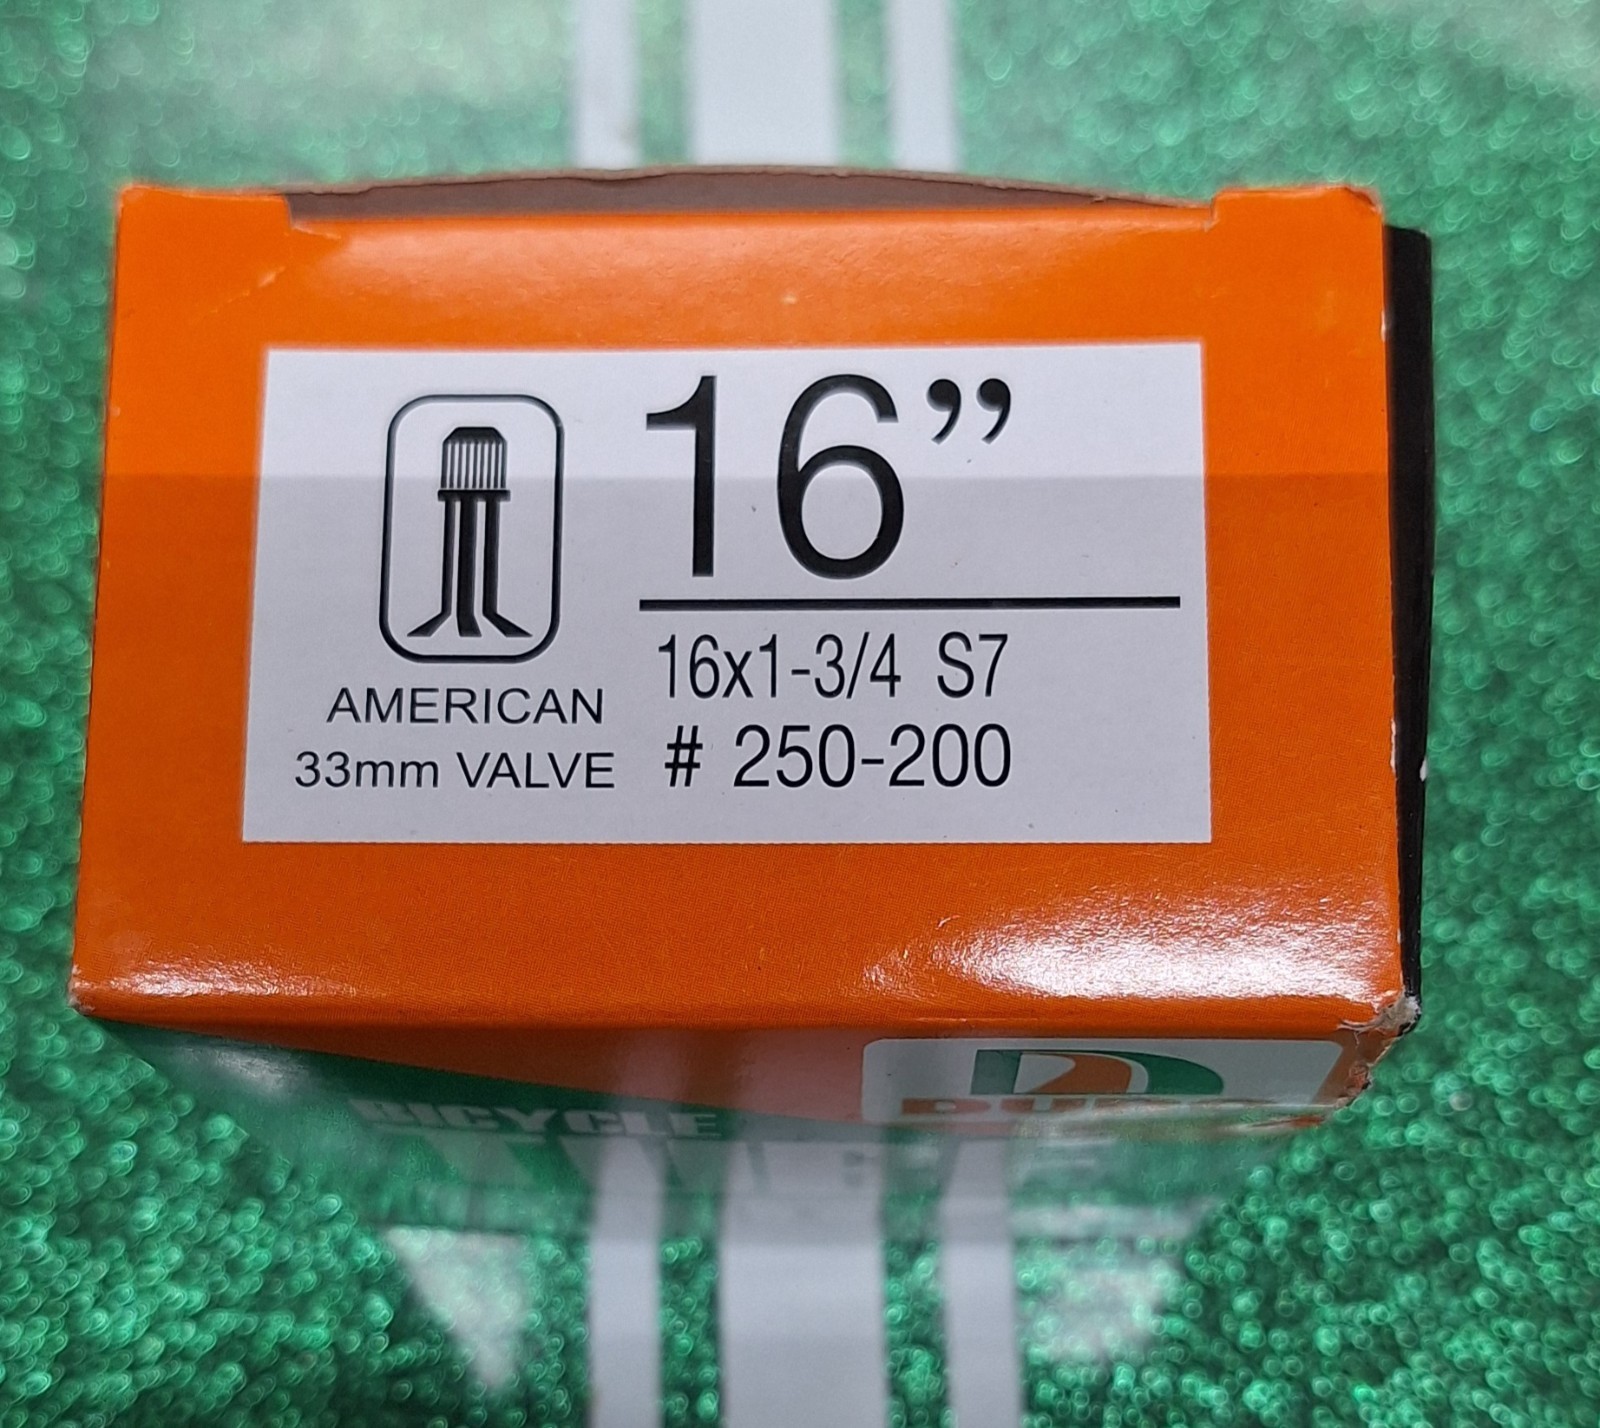 16”
16x1-3/4 S7
# 250-200
AMERICAN
33mm VALVE
BICYCLE